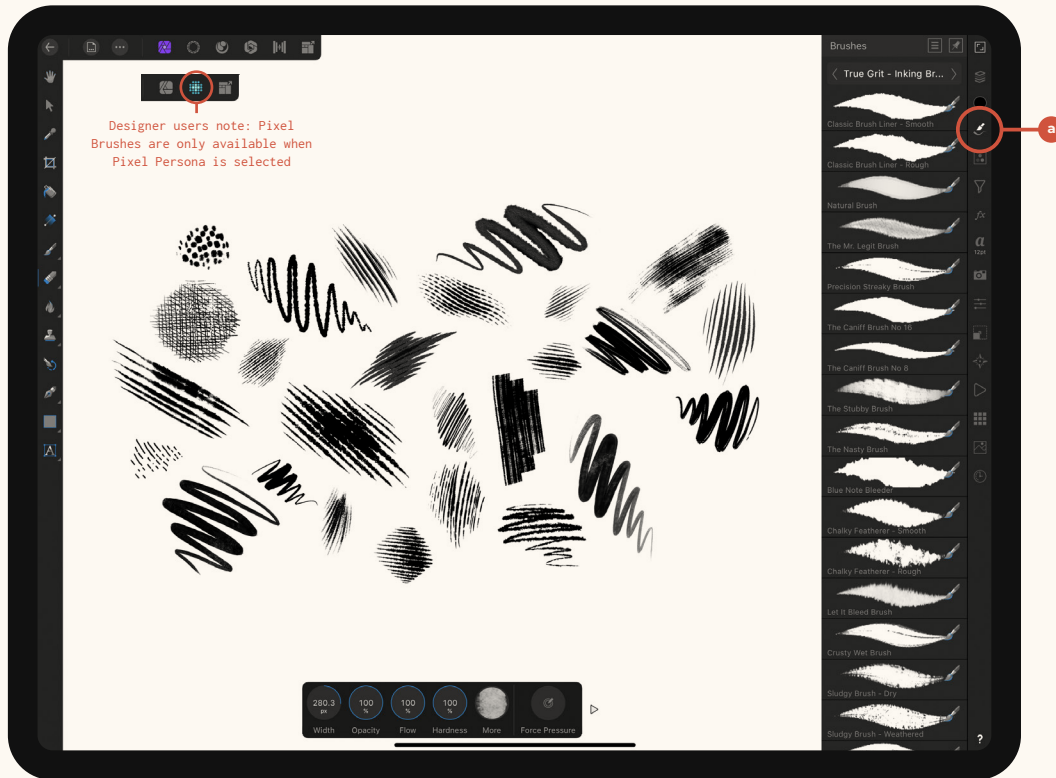 Brushes
True Grit - Inking Br...
Designer users note: Pixel
Brushes are only available when
Pixel Persona is selected
a
Classic Brush Liner - Smooth
Classic Brush Liner - Rough
Natural Brush
The Mr. Legit Brush
Precision Streaky Brush
The Caniff Brush No 16
The Caniff Brush No 6
The Stubby Brush
The Nasty Brush
Blue Note Bleeder
Chalky Featherer - Smooth
Chalky Featherer - Rough
Let It Bleed Brush
Crusty Wet Brush
Sludgy Brush - Dry
Sludgy Brush - Weathered
fx
a
12pt
A
280.3
px
100
%
100
%
100
%
Width Opacity Flow Hardness More Force Pressure
?